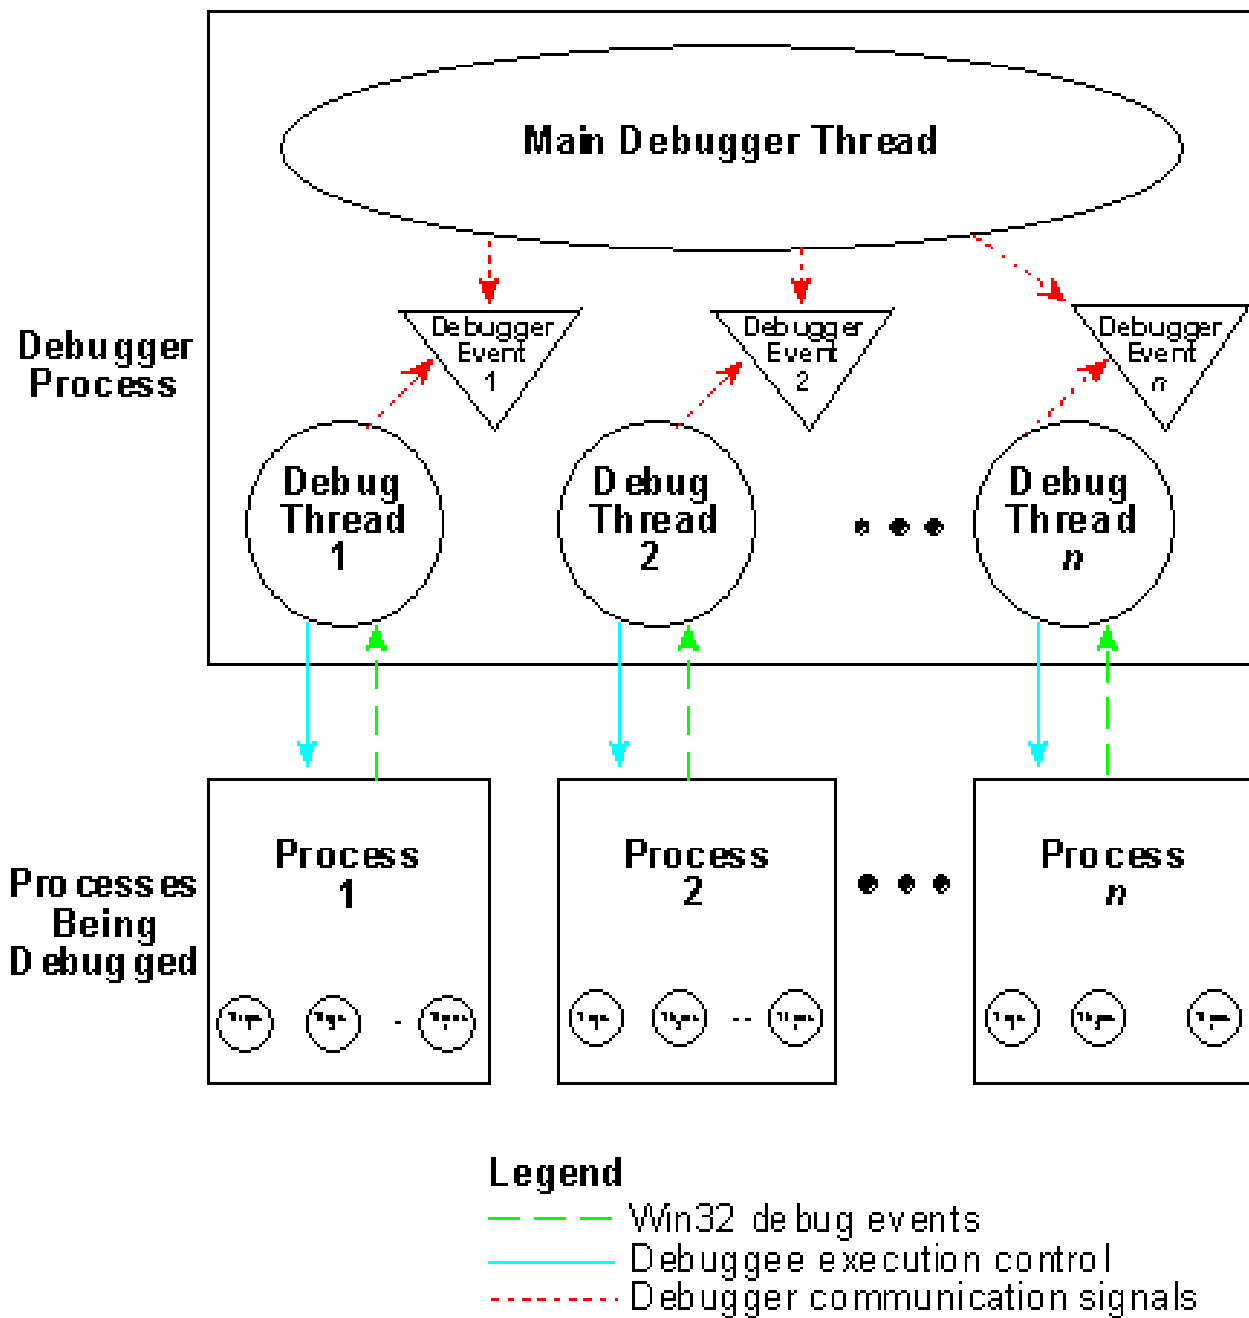 Main Debugger Thread
Debugger
Process
Debugger
Event
1
Debugger
Event
2
Debugger
Event
n
Debug
Thread
1
Debug
Thread
2
Debug
Thread
n
Processes
Being
Debugged
Process
1
Process
2
Process
n
Legend
Win32 debug events
Debuggee execution control
Debugger communication signals